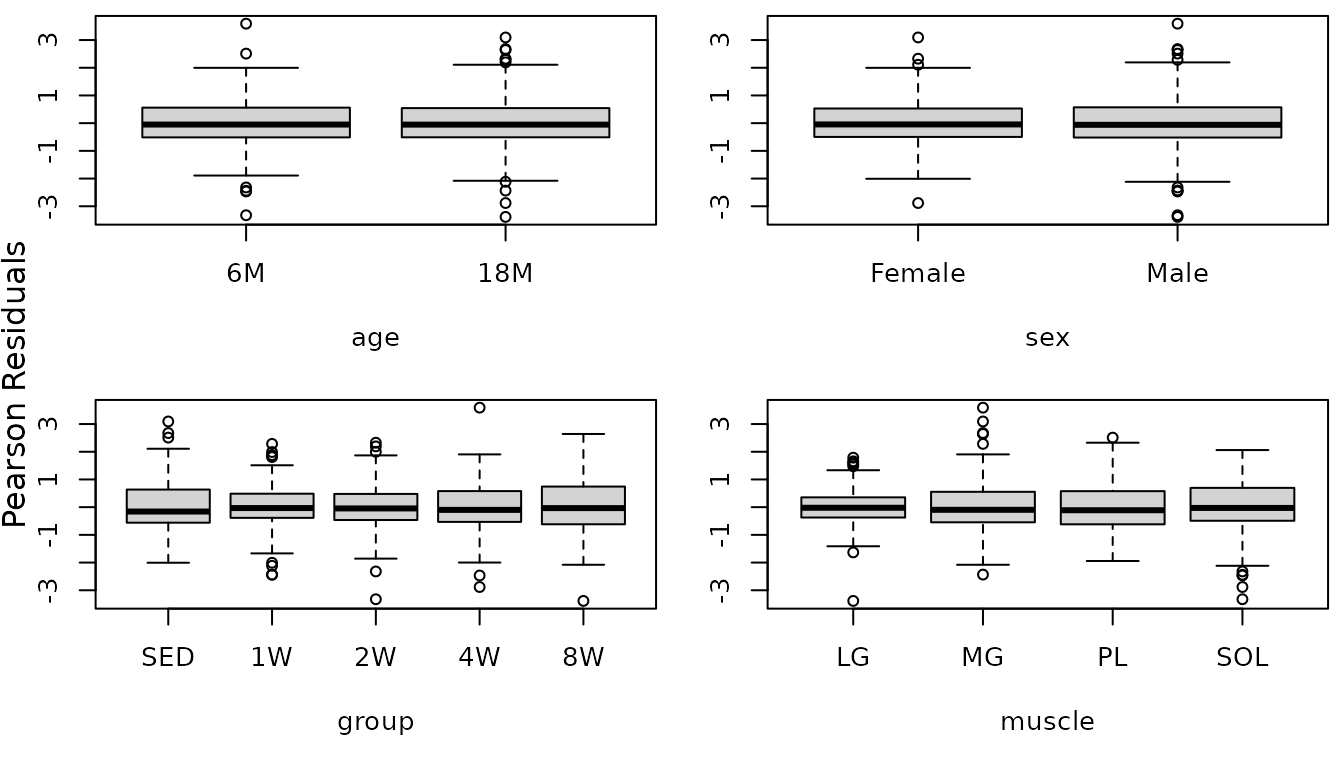 Pearson Residuals
3
1
-1
-3
6M 18M
age
3
1
-1
-3
Female Male
sex
3
1
-1
-3
SED 1W 2W 4W 8W
group
3
1
-1
-3
LG MG PL SOL
muscle